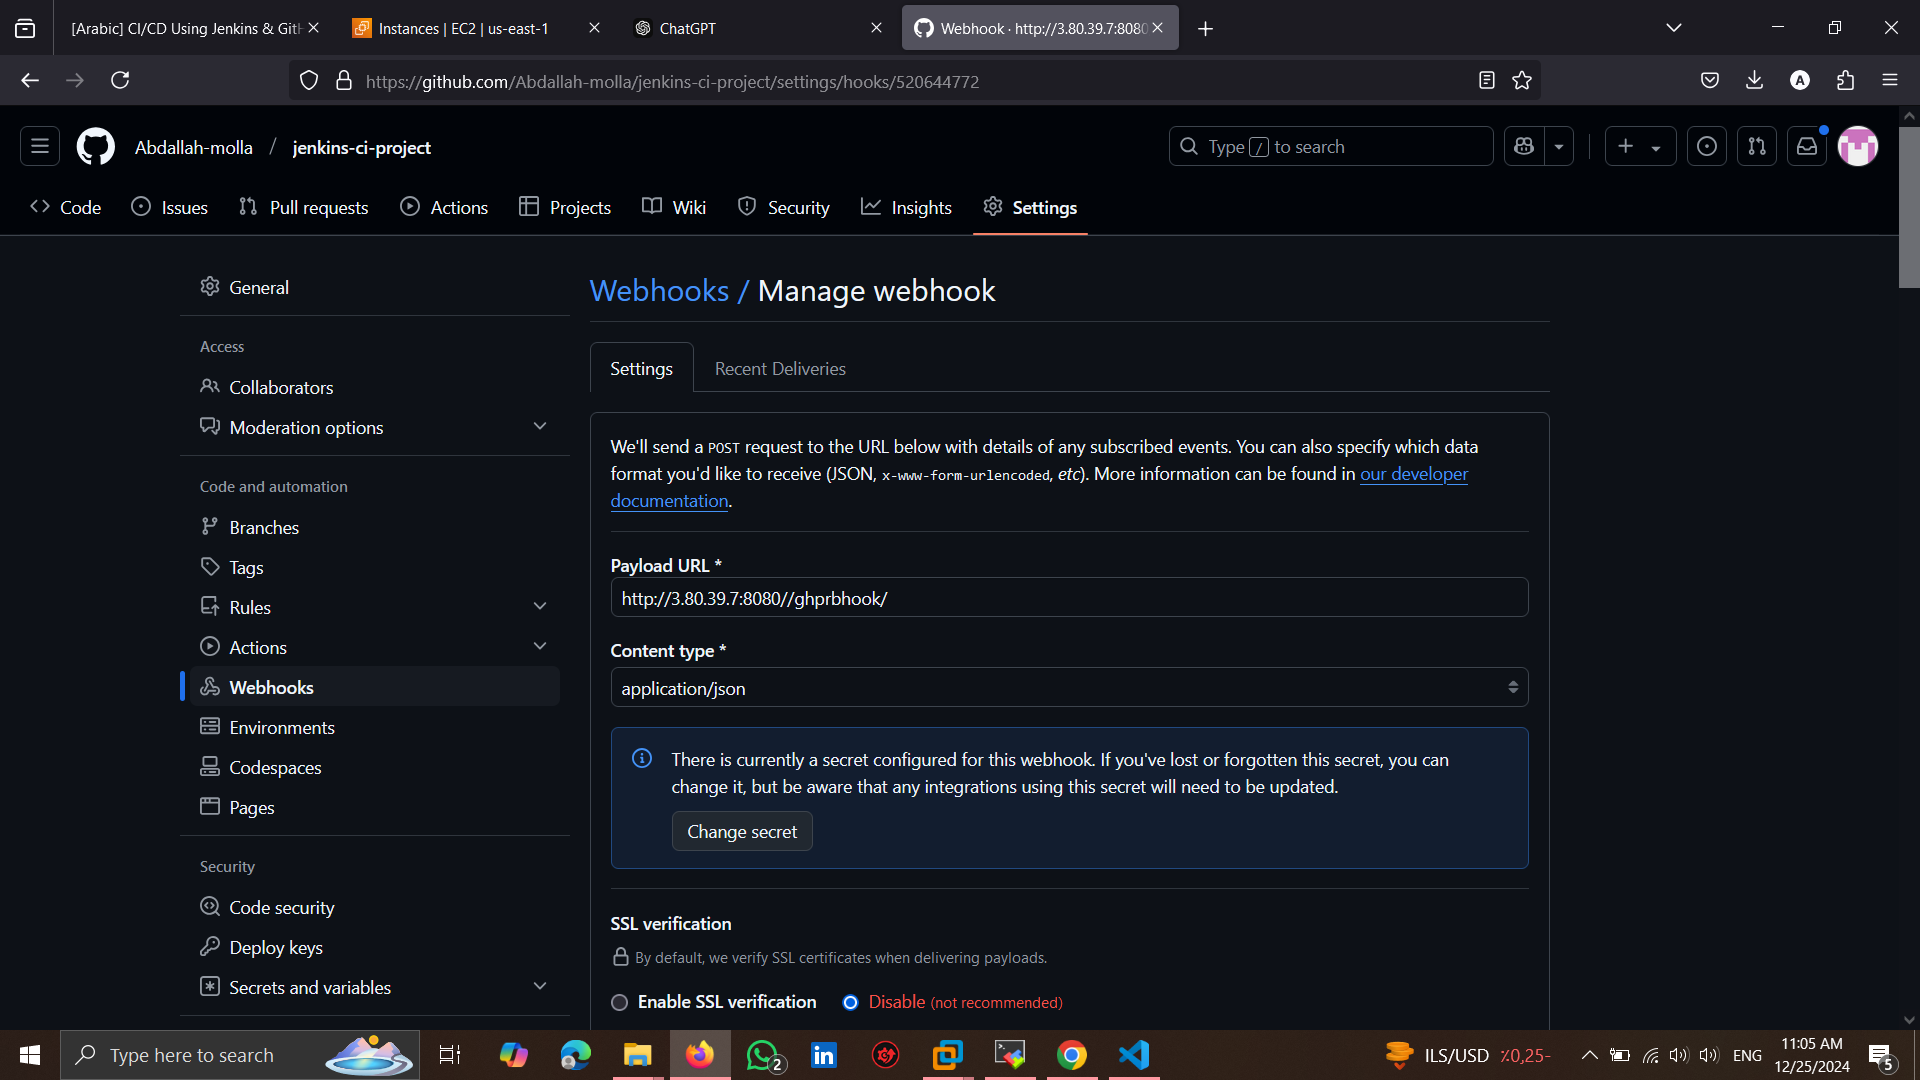 [Arabic] CI/CD Using Jenkins & GitH
Instances | EC2 | us-east-1
ChatGPT
Webhook · http://3.80.39.7:8080
https://github.com/Abdallah-molla/jenkins-ci-project/settings/hooks/520644772
A
Abdallah-molla / jenkins-ci-project
Type / to search
Code
Issues
Pull requests
Actions
Projects
Wiki
Security
Insights
Settings
General
Access
Collaborators
Moderation options
Code and automation
Branches
Tags
Rules
Actions
Webhooks
Environments
Codespaces
Pages
Security
Code security
Deploy keys
Secrets and variables
Webhooks / Manage webhook
Settings
Recent Deliveries
We'll send a POST request to the URL below with details of any subscribed events. You can also specify which data
format you'd like to receive (JSON, x-www-form-urlencoded, etc). More information can be found in our developer
documentation.
Payload URL *
http://3.80.39.7:8080//ghprbhook/
Content type *
application/json
There is currently a secret configured for this webhook. If you've lost or forgotten this secret, you can
change it, but be aware that any integrations using this secret will need to be updated.
Change secret
SSL verification
By default, we verify SSL certificates when delivering payloads.
Enable SSL verification
Disable (not recommended)
Type here to search
2
in
ILS/USD
٪0,25-
ENG
11:05 AM
12/25/2024
5